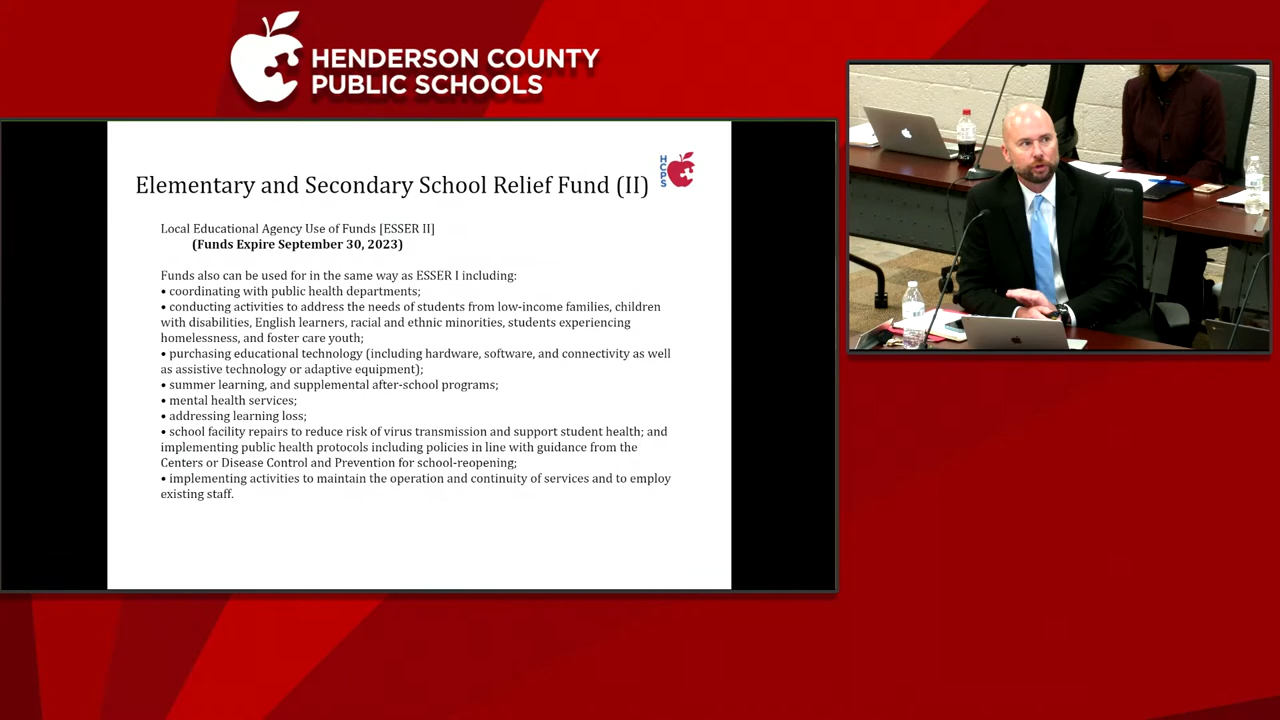 HENDERSON COUNTY
PUBLIC SCHOOLS
Elementary and Secondary School Relief Fund (II)
HCPS
Local Educational Agency Use of Funds [ESSER II]
(Funds Expire September 30, 2023)
Funds also can be used for in the same way as ESSER I including:
• coordinating with public health departments;
• conducting activities to address the needs of students from low-income families, children
with disabilities, English learners, racial and ethnic minorities, students experiencing
homelessness, and foster care youth;
• purchasing educational technology (including hardware, software, and connectivity as well
as assistive technology or adaptive equipment);
• summer learning, and supplemental after-school programs;
• mental health services;
• addressing learning loss;
• school facility repairs to reduce risk of virus transmission and support student health; and
implementing public health protocols including policies in line with guidance from the
Centers or Disease Control and Prevention for school-reopening;
• implementing activities to maintain the operation and continuity of services and to employ
existing staff.